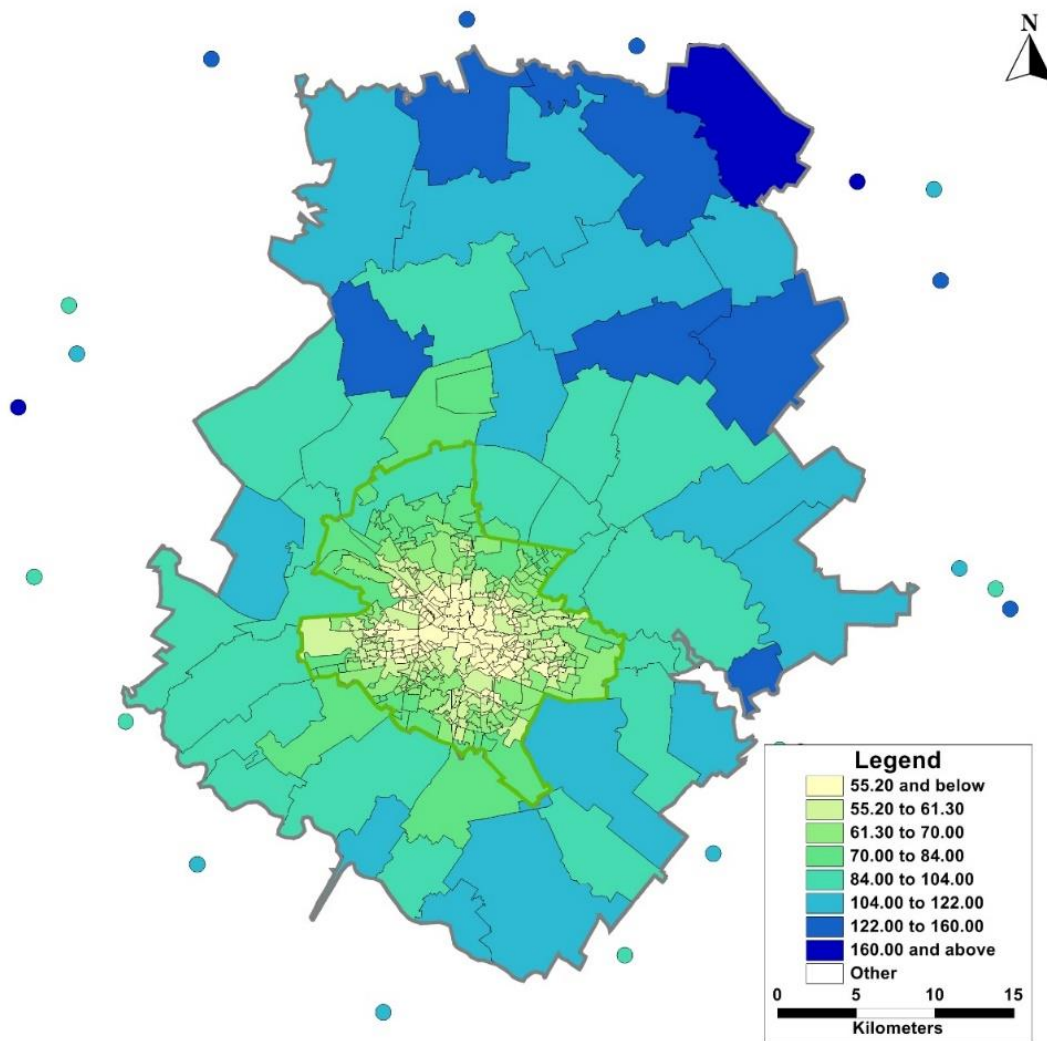 N
Legend
55.20 and below
55.20 to 61.30
61.30 to 70.00
70.00 to 84.00
84.00 to 104.00
104.00 to 122.00
122.00 to 160.00
160.00 and above
Other
0 5 10 15
Kilometers